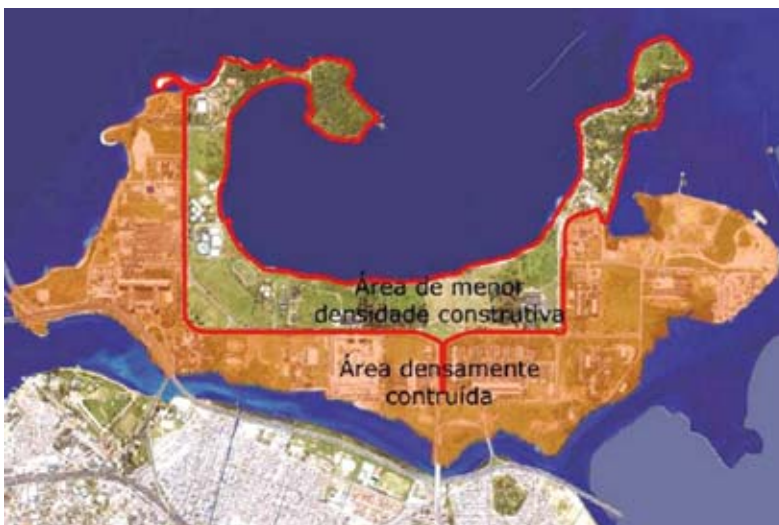 Área de menor
densidade construtiva
Área densamente
contruída